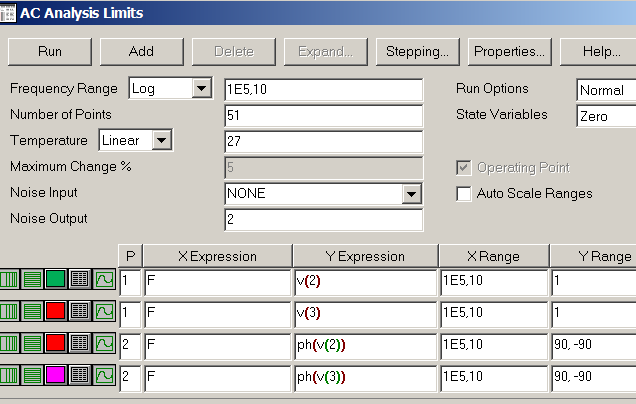 AC Analysis Limits
Run Add Delete Expand... Stepping... Properties... Help...
Frequency Range Log 1E5,10 Run Options Normal
Number of Points 51 State Variables Zero
Temperature Linear 27
Maximum Change % 5 Operating Point
Noise Input NONE Auto Scale Ranges
Noise Output 2
P X Expression Y Expression X Range Y Range
1 F v(2) 1E5,10 1
1 F v(3) 1E5,10 1
2 F ph(v(2)) 1E5,10 90,-90
2 F ph(v(3)) 1E5,10 90,-90